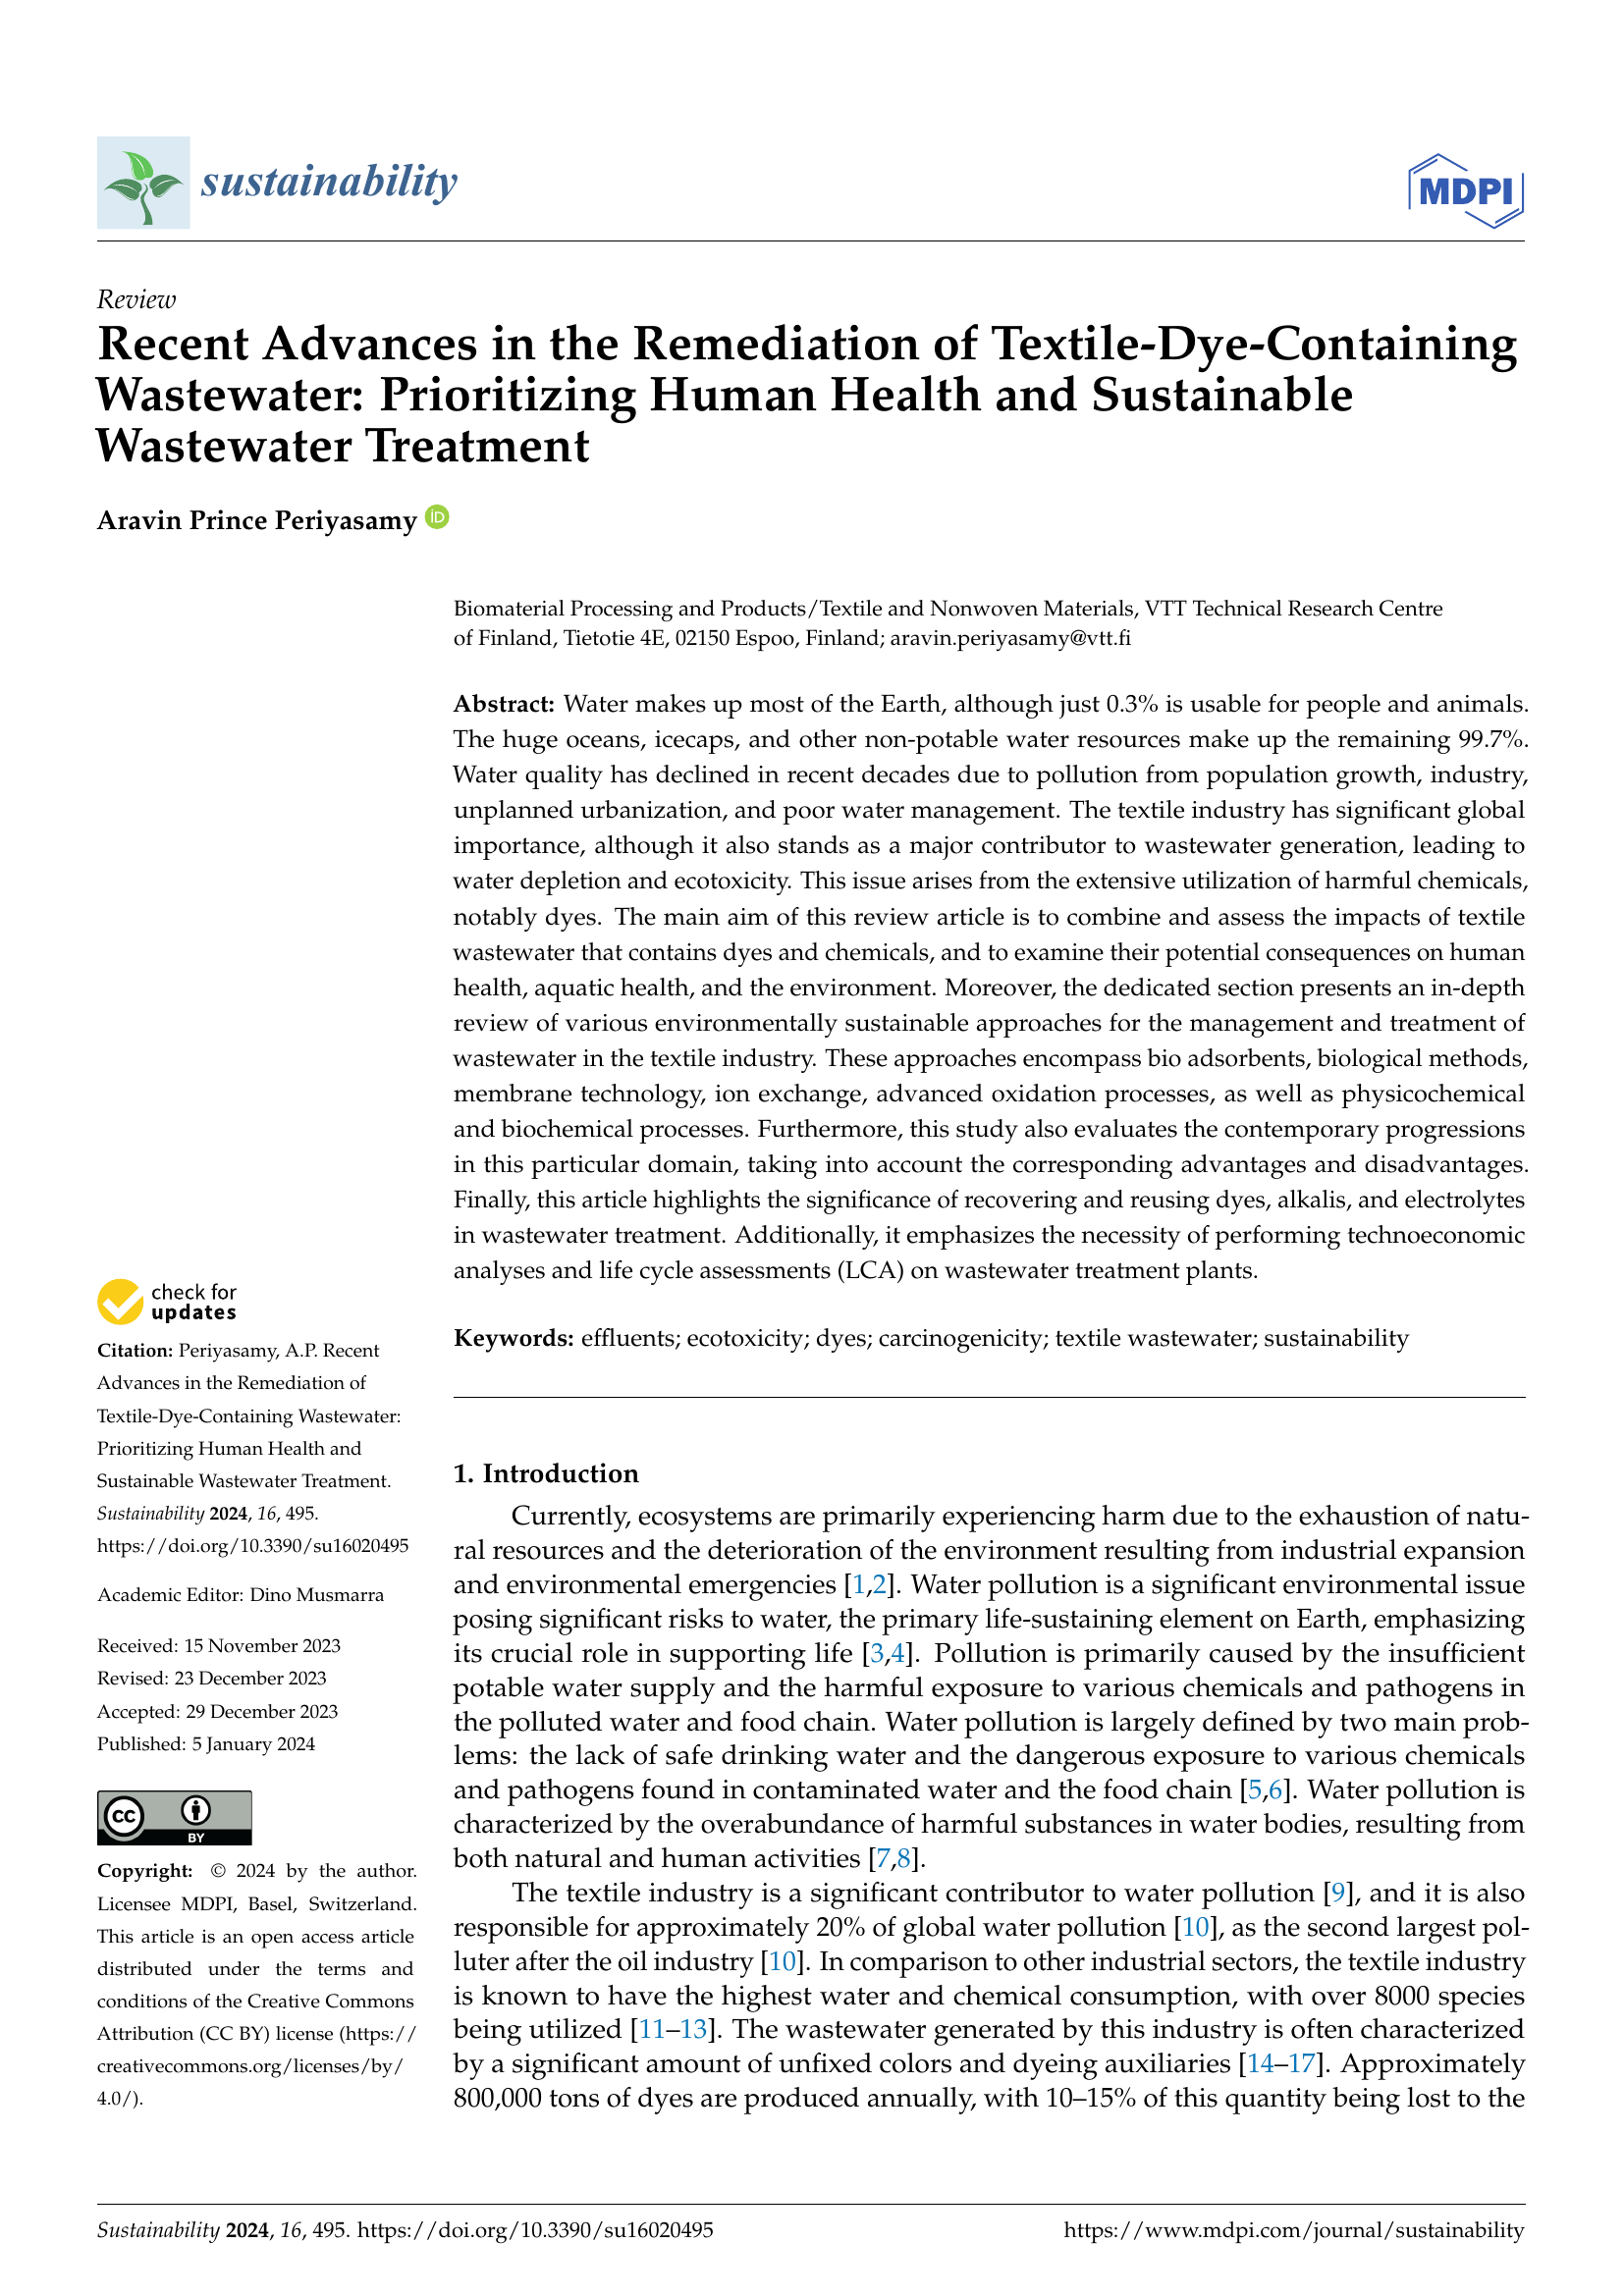 sustainability
MDPI
Review
Recent Advances in the Remediation of Textile-Dye-Containing
Wastewater: Prioritizing Human Health and Sustainable
Wastewater Treatment
Aravin Prince Periyasamy iD
Biomaterial Processing and Products/Textile and Nonwoven Materials, VTT Technical Research Centre
of Finland, Tietotie 4E, 02150 Espoo, Finland; aravin.periyasamy@vtt.fi
Abstract: Water makes up most of the Earth, although just 0.3% is usable for people and animals.
The huge oceans, icecaps, and other non-potable water resources make up the remaining 99.7%.
Water quality has declined in recent decades due to pollution from population growth, industry,
unplanned urbanization, and poor water management. The textile industry has significant global
importance, although it also stands as a major contributor to wastewater generation, leading to
water depletion and ecotoxicity. This issue arises from the extensive utilization of harmful chemicals,
notably dyes. The main aim of this review article is to combine and assess the impacts of textile
wastewater that contains dyes and chemicals, and to examine their potential consequences on human
health, aquatic health, and the environment. Moreover, the dedicated section presents an in-depth
review of various environmentally sustainable approaches for the management and treatment of
wastewater in the textile industry. These approaches encompass bio adsorbents, biological methods,
membrane technology, ion exchange, advanced oxidation processes, as well as physicochemical
and biochemical processes. Furthermore, this study also evaluates the contemporary progressions
in this particular domain, taking into account the corresponding advantages and disadvantages.
Finally, this article highlights the significance of recovering and reusing dyes, alkalis, and electrolytes
in wastewater treatment. Additionally, it emphasizes the necessity of performing technoeconomic
analyses and life cycle assessments (LCA) on wastewater treatment plants.
Keywords: effluents; ecotoxicity; dyes; carcinogenicity; textile wastewater; sustainability
check for
updates
Citation: Periyasamy, A.P. Recent
Advances in the Remediation of
Textile-Dye-Containing Wastewater:
Prioritizing Human Health and
Sustainable Wastewater Treatment.
Sustainability 2024, 16, 495.
https://doi.org/10.3390/su16020495
Academic Editor: Dino Musmarra
Received: 15 November 2023
Revised: 23 December 2023
Accepted: 29 December 2023
Published: 5 January 2024
cc
BY
Copyright: © 2024 by the author.
Licensee MDPI, Basel, Switzerland.
This article is an open access article
distributed under the terms and
conditions of the Creative Commons
Attribution (CC BY) license (https://
creativecommons.org/licenses/by/
4.0/).
1. Introduction
Currently, ecosystems are primarily experiencing harm due to the exhaustion of natu-
ral resources and the deterioration of the environment resulting from industrial expansion
and environmental emergencies [1,2]. Water pollution is a significant environmental issue
posing significant risks to water, the primary life-sustaining element on Earth, emphasizing
its crucial role in supporting life [3,4]. Pollution is primarily caused by the insufficient
potable water supply and the harmful exposure to various chemicals and pathogens in
the polluted water and food chain. Water pollution is largely defined by two main prob-
lems: the lack of safe drinking water and the dangerous exposure to various chemicals
and pathogens found in contaminated water and the food chain [5,6]. Water pollution is
characterized by the overabundance of harmful substances in water bodies, resulting from
both natural and human activities [7,8].
The textile industry is a significant contributor to water pollution [9], and it is also
responsible for approximately 20% of global water pollution [10], as the second largest pol-
luter after the oil industry [10]. In comparison to other industrial sectors, the textile industry
is known to have the highest water and chemical consumption, with over 8000 species
being utilized [11–13]. The wastewater generated by this industry is often characterized
by a significant amount of unfixed colors and dyeing auxiliaries [14–17]. Approximately
800,000 tons of dyes are produced annually, with 10–15% of this quantity being lost to the
Sustainability 2024, 16, 495. https://doi.org/10.3390/su16020495
https://www.mdpi.com/journal/sustainability